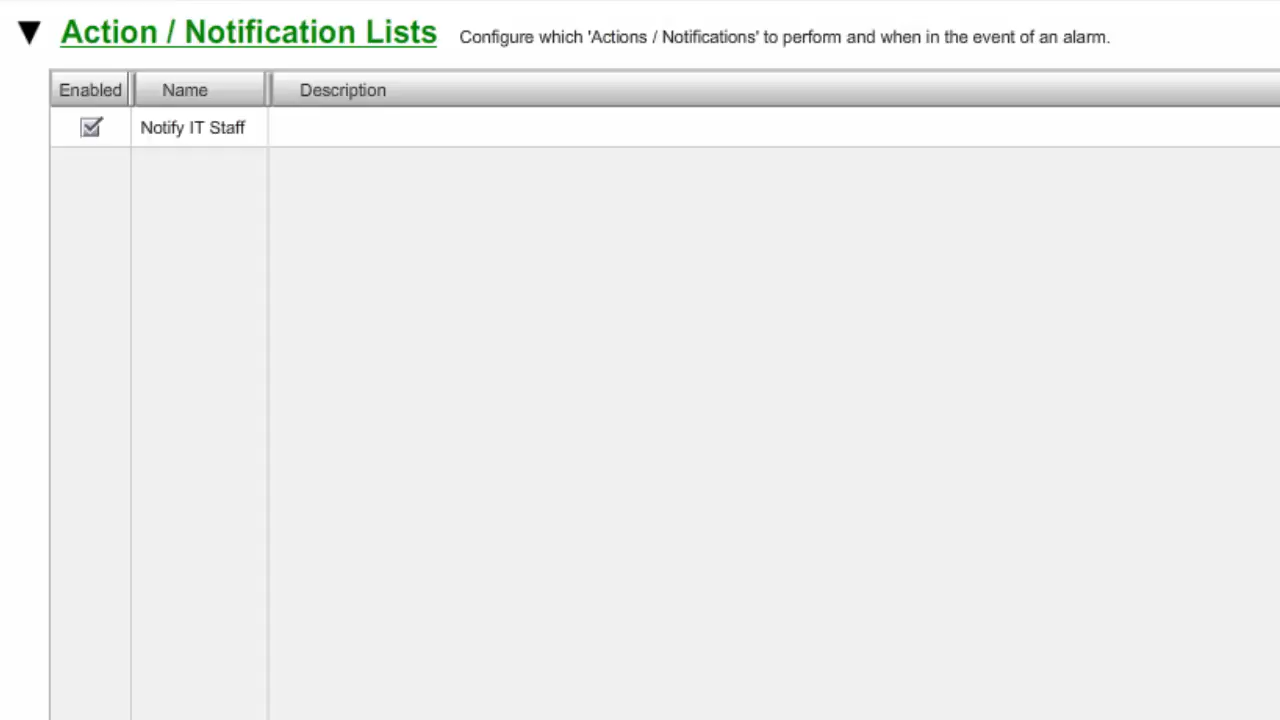 Action / Notification Lists Configure which 'Actions / Notifications' to perform and when in the event of an alarm.
Enabled Name Description
Notify IT Staff